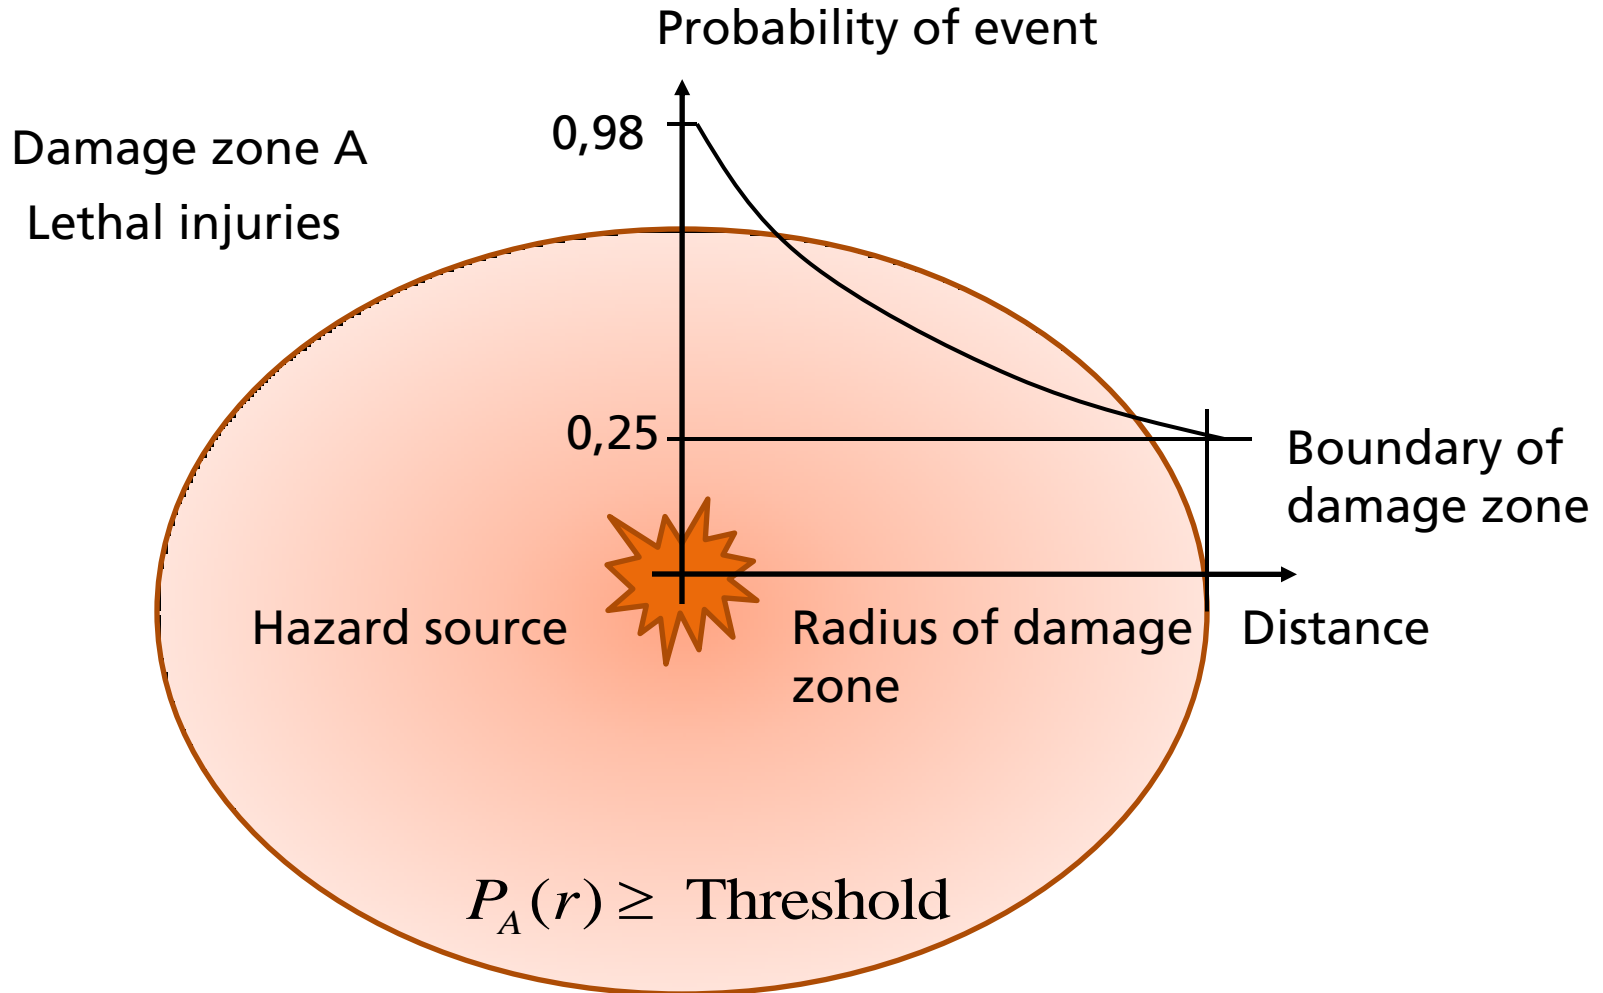 Probability of event
0,98
Damage zone A
Lethal injuries
0,25
Boundary of
damage zone
Hazard source
Radius of damage
zone
Distance
P_A(r) ≥ Threshold